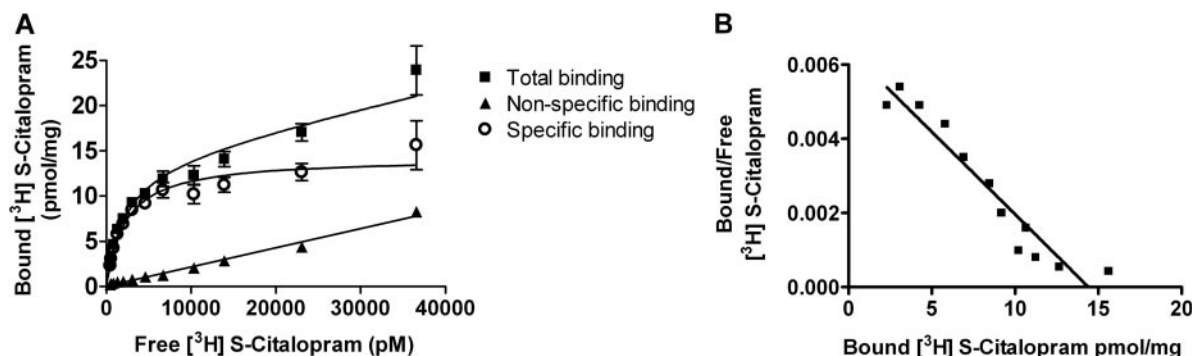 A
Bound [³H] S-Citalopram
(pmol/mg)
25
20
15
10
5
0
0 10000 20000 30000 40000
Free [³H] S-Citalopram (pM)
Total binding
Non-specific binding
Specific binding
B
Bound/Free
[³H] S-Citalopram
0.006
0.004
0.002
0.000
0 5 10 15 20
Bound [³H] S-Citalopram pmol/mg